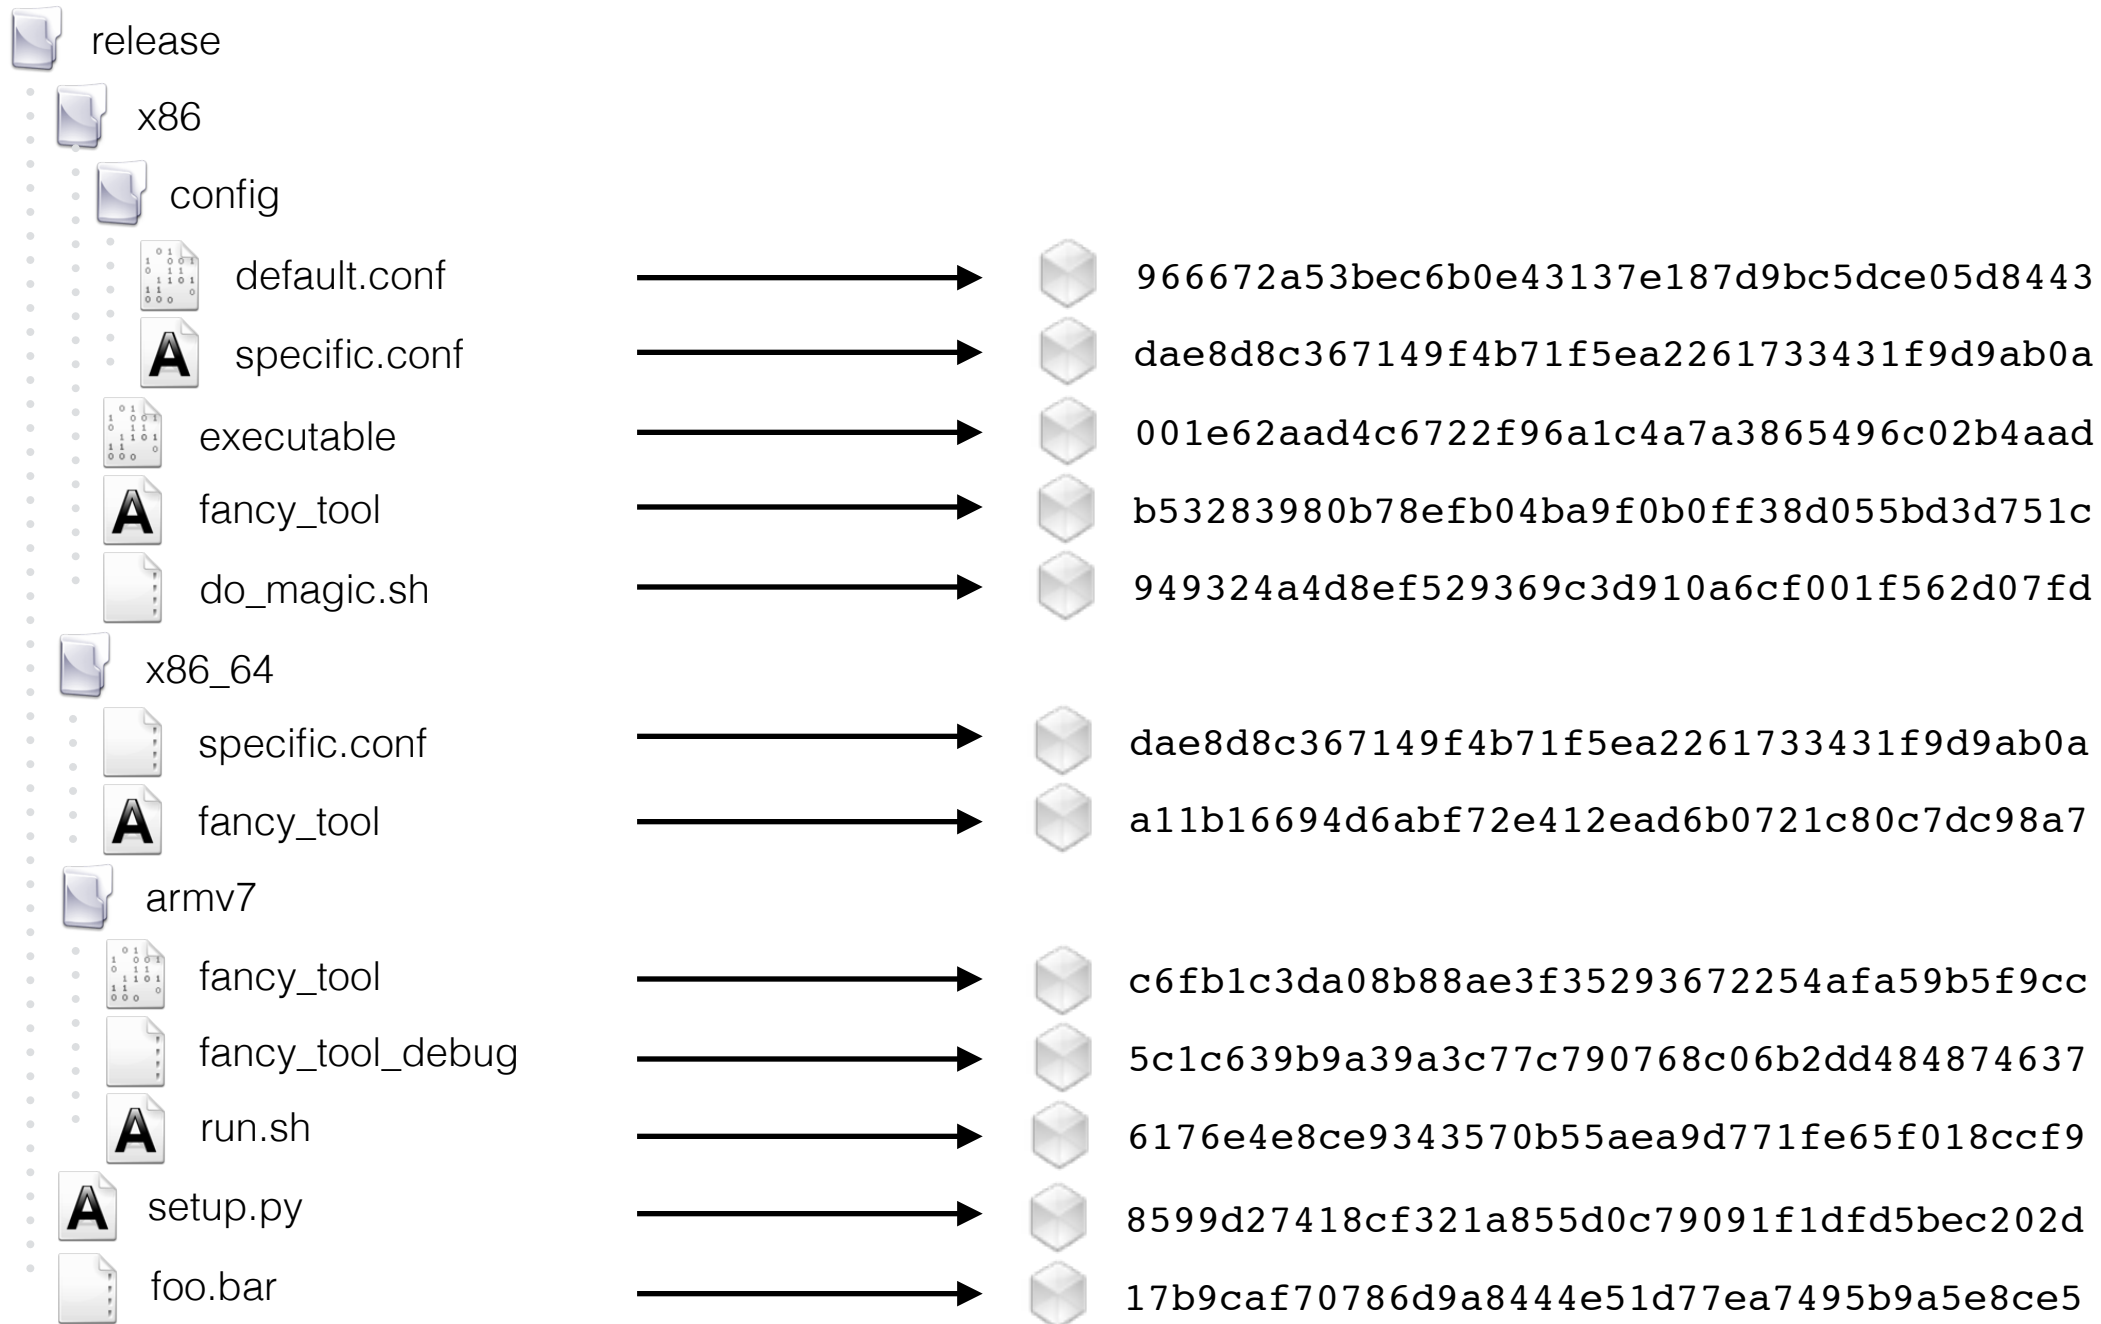 release
x86
config
default.conf 966672a53bec6b0e43137e187d9bc5dce05d8443
specific.conf dae8d8c367149f4b71f5ea2261733431f9d9ab0a
executable 001e62aad4c6722f96a1c4a7a3865496c02b4aad
fancy_tool b53283980b78efb04ba9f0b0ff38d055bd3d751c
do_magic.sh 949324a4d8ef529369c3d910a6cf001f562d07fd
x86_64
specific.conf dae8d8c367149f4b71f5ea2261733431f9d9ab0a
fancy_tool a11b16694d6abf72e412ead6b0721c80c7dc98a7
armv7
fancy_tool c6fb1c3da08b88ae3f35293672254afa59b5f9cc
fancy_tool_debug 5c1c639b9a39a3c77c790768c06b2dd484874637
run.sh 6176e4e8ce9343570b55aea9d771fe65f018ccf9
setup.py 8599d27418cf321a855d0c79091f1dfd5bec202d
foo.bar 17b9caf70786d9a8444e51d77ea7495b9a5e8ce5